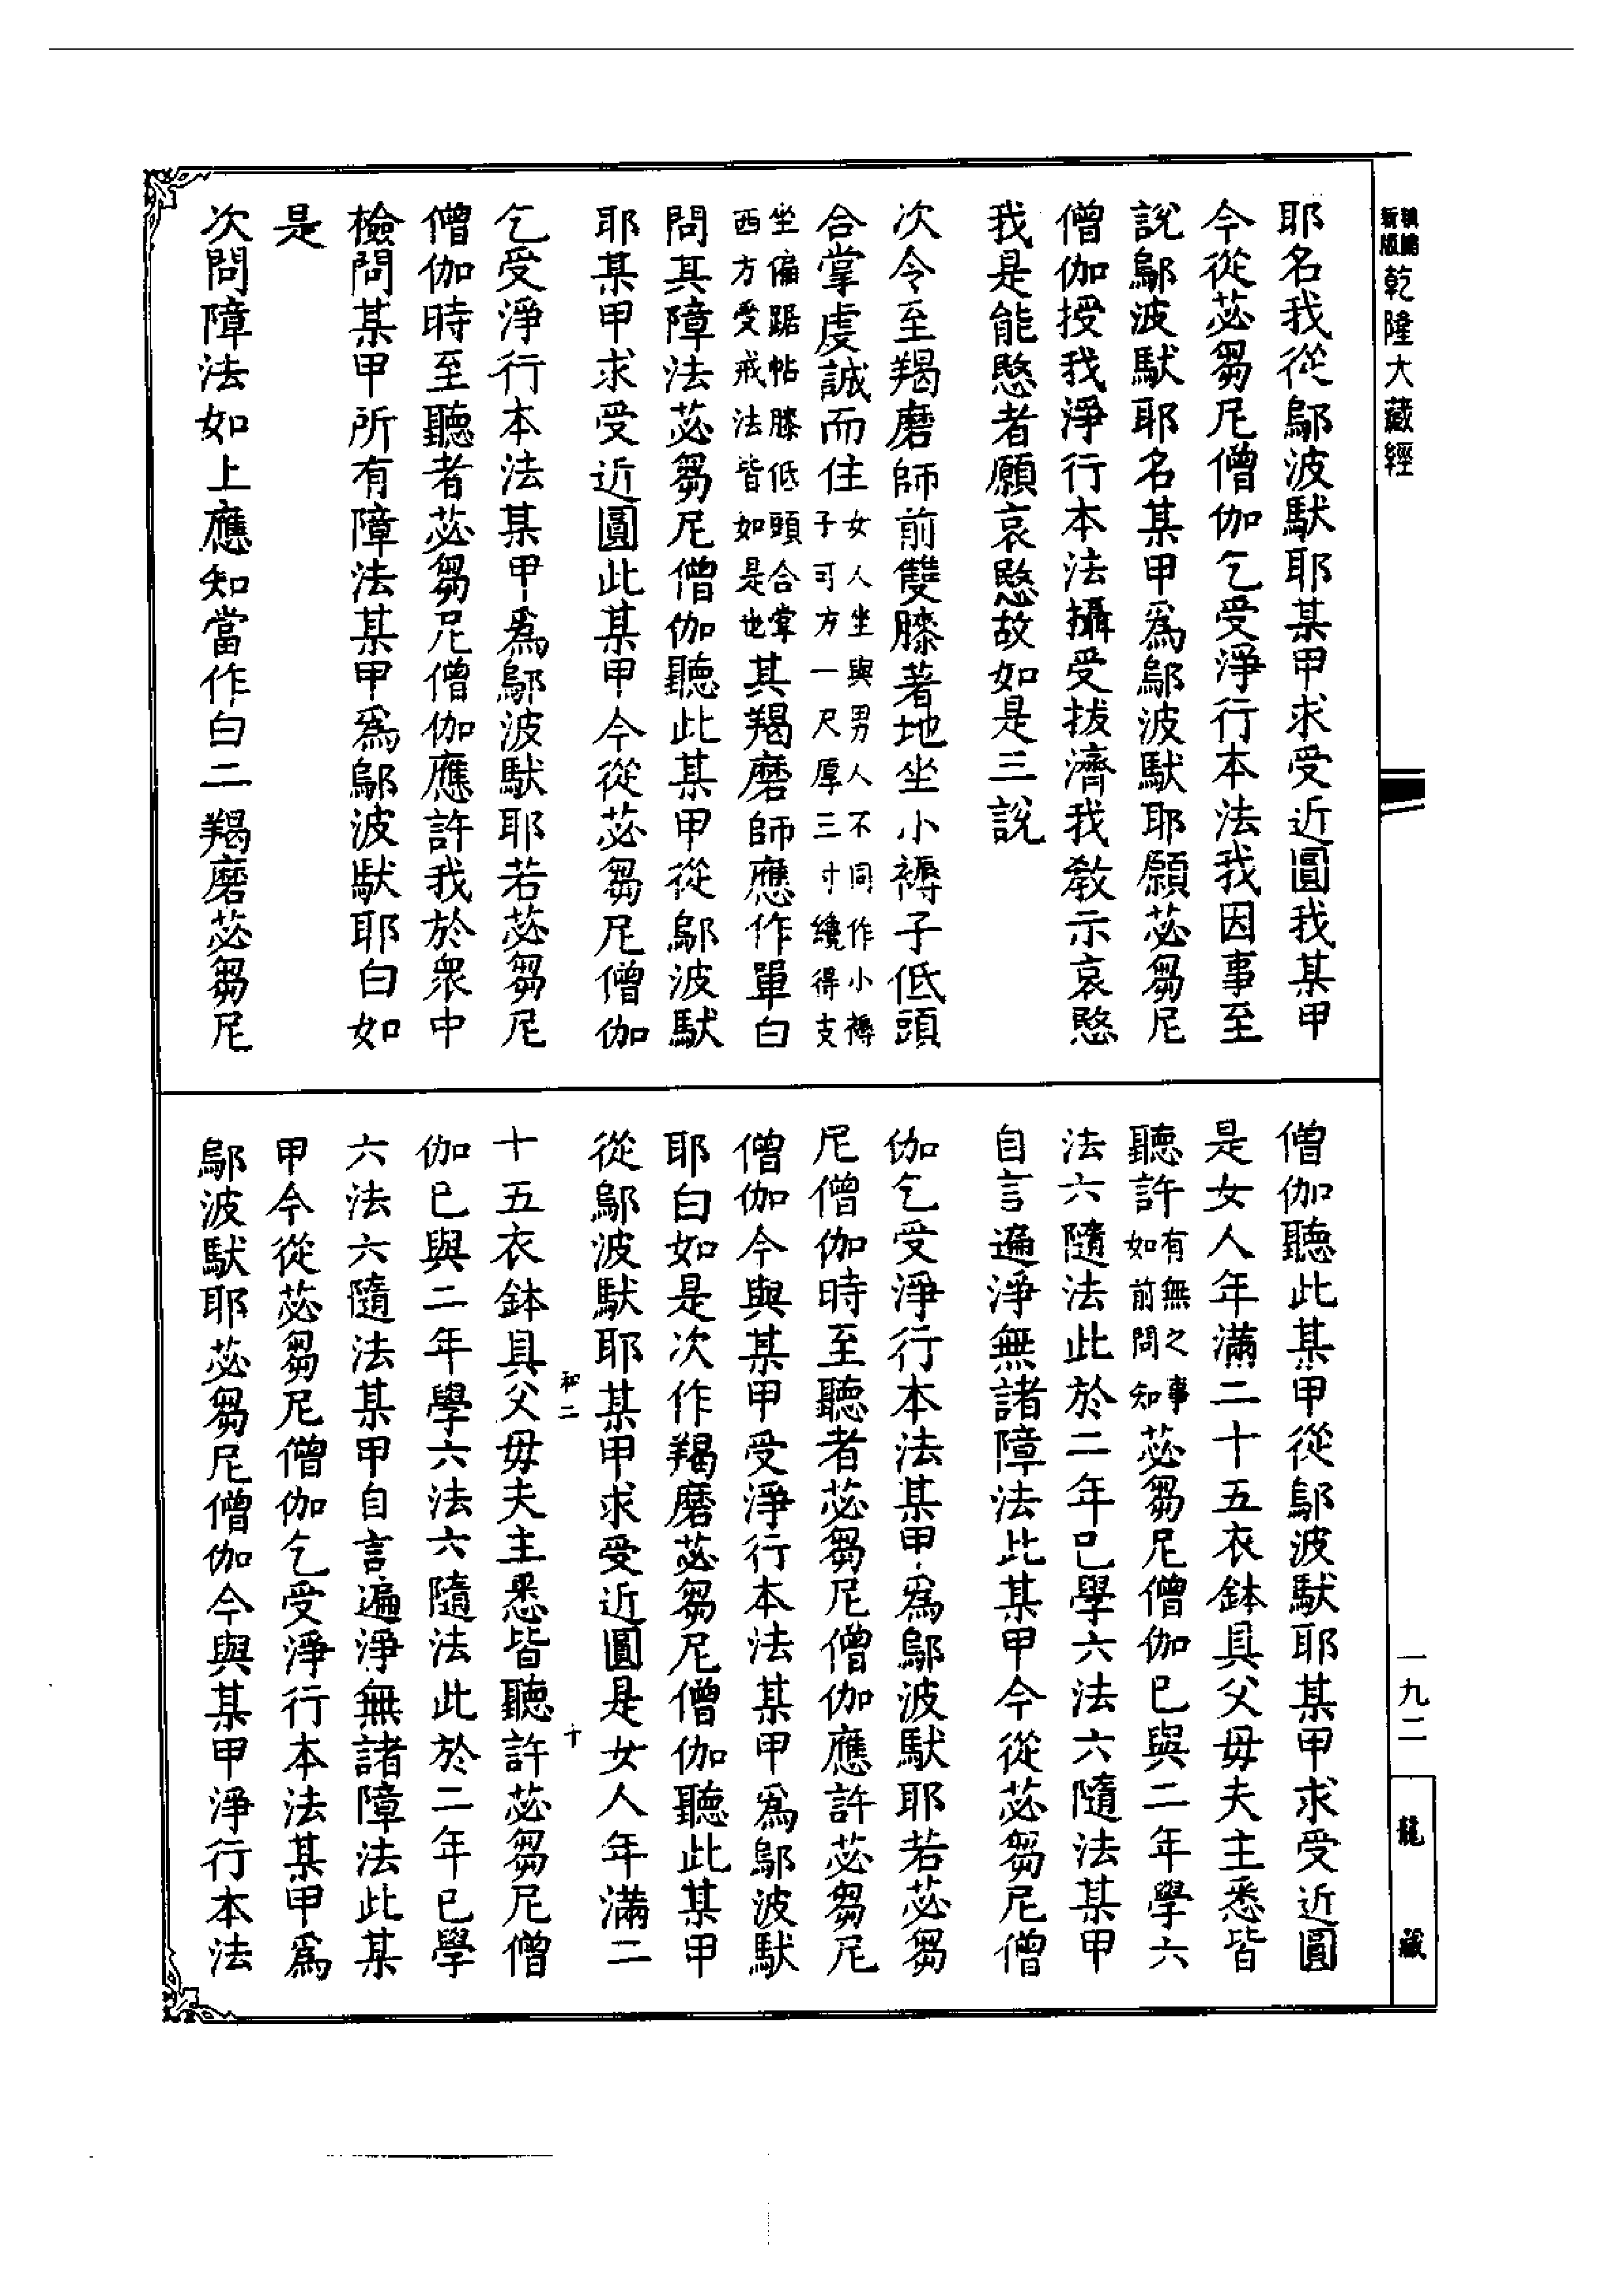 新版
縮
乾隆大藏經
耶名我從鄔波馱耶某甲求受近圓我某甲
今從苾芻尼僧伽乞受淨行本法我因事至
說鄔波馱耶名某甲爲鄔波馱耶願苾芻尼
僧伽授我淨行本法攝受拔濟我教示哀愍
我是能愍者願哀愍故如是三說
次令至羯磨師前雙膝著地坐小褥子低頭
合掌虔誠而住女人坐與男人不同作小褥
子可方一尺厚三寸纔得支
坐偏踞帖膝低頭合掌
西方受戒法皆如是也其羯磨師應作單白
問其障法苾芻尼僧伽聽此某甲從鄔波馱
耶某甲求受近圓此某甲今從苾芻尼僧伽
乞受淨行本法某甲爲鄔波馱耶若苾芻尼
僧伽時至聽者苾芻尼僧伽應許我於眾中
檢問某甲所有障法某甲爲鄔波馱耶白如
是
次問障法如上應知當作白二羯磨苾芻尼
僧伽聽此某甲從鄔波馱耶某甲求受近圓
是女人年滿二十五衣鉢具父毋夫主悉皆
聽許有無之事
如前問知苾芻尼僧伽已與二年學六
法六隨法此於二年已學六法六隨法某甲
自言遍淨無諸障法此某甲今從苾芻尼僧
伽乞受淨行本法某甲爲鄔波馱耶若苾芻
尼僧伽時至聽者苾芻尼僧伽應許苾芻尼
僧伽今與某甲受淨行本法某甲爲鄔波馱
耶白如是次作羯磨苾芻尼僧伽聽此某甲
從鄔波馱耶某甲求受近圓是女人年滿二
和二
十
十五衣鉢具父毋夫主悉皆聽許苾芻尼僧
伽已與二年學六法六隨法此於二年已學
六法六隨法某甲自言遍淨無諸障法此某
甲今從苾芻尼僧伽乞受淨行本法某甲爲
鄔波馱耶苾芻尼僧伽今與某甲淨行本法
一九二
龍藏